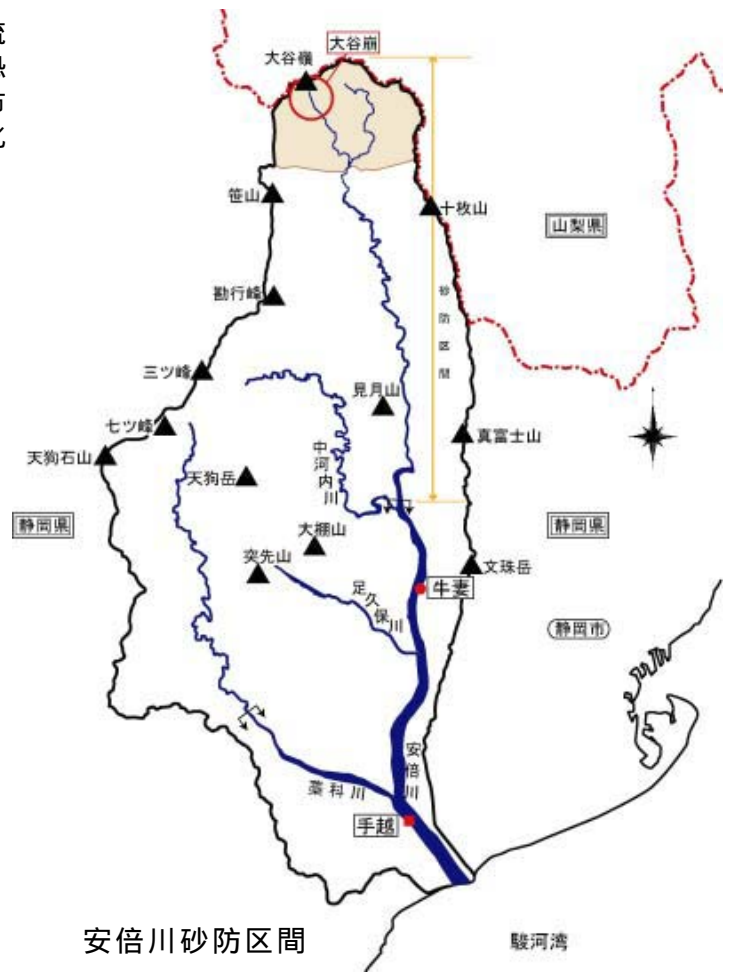 大谷崩
大谷嶺
笹山
十枚山
山梨県
砂防区間
勘行峰
三ツ峰
見月山
七ツ峰
真富士山
天狗石山
中河内川
天狗岳
静岡県
静岡県
大棚山
突先山
文珠岳
牛妻
足久保川
静岡市
安倍川
藁科川
手越
安倍川砂防区間
駿河湾